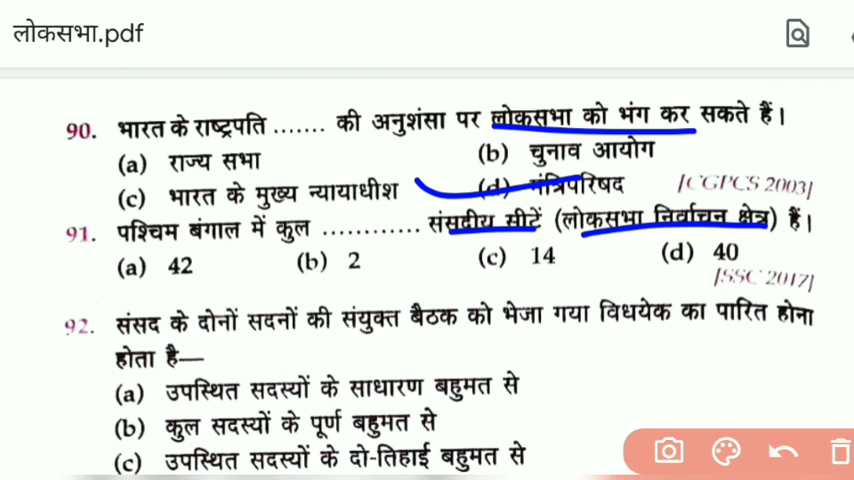 लोकसभा.pdf
90. भारत के राष्ट्रपति ....... की अनुशंसा पर लोकसभा को भंग कर सकते हैं।
(a) राज्य सभा (b) चुनाव आयोग
(c) भारत के मुख्य न्यायाधीश (d) मंत्रिपरिषद [CGPCS 2003]
91. पश्चिम बंगाल में कुल ............. संसदीय सीटें (लोकसभा निर्वाचन क्षेत्र) हैं।
(a) 42 (b) 2 (c) 14 (d) 40
[SSC 2017]
92. संसद के दोनों सदनों की संयुक्त बैठक को भेजा गया विधयेक का पारित होना
होता है—
(a) उपस्थित सदस्यों के साधारण बहुमत से
(b) कुल सदस्यों के पूर्ण बहुमत से
(c) उपस्थित सदस्यों के दो-तिहाई बहुमत से